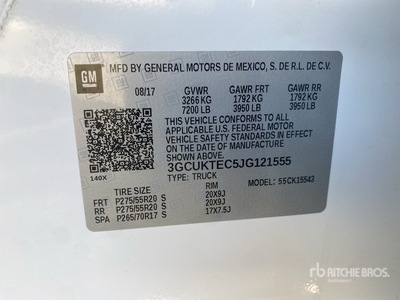 GM
MFD BY GENERAL MOTORS DE MEXICO, S. DE R.L. DE C.V.
08/17 GVWR GAWR FRT GAWR RR
3266 KG 1792 KG 1792 KG
7200 LB 3950 LB 3950 LB
THIS VEHICLE CONFORMS TO ALL
APPLICABLE U.S. FEDERAL MOTOR
VEHICLE SAFETY STANDARDS IN
EFFECT ON THE DATE OF
MANUFACTURE SHOWN ABOVE.
3GCUKTEC5JG121555
140X TYPE: TRUCK
TIRE SIZE RIM 55CK15543
FRT P275/55R20 S 20X9J
RR P275/55R20 S 20X9J
SPA P265/70R17 S 17X7.5J
rb
ritchie Bros.